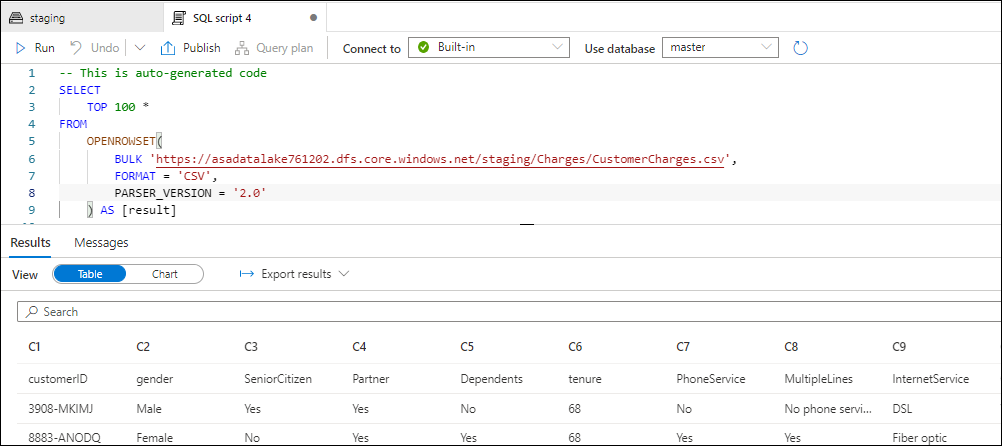 staging
SQL script 4
Run Undo Publish Query plan Connect to Built-in Use database master
1 -- This is auto-generated code
2 SELECT
3 TOP 100 *
4 FROM
5 OPENROWSET(
6 BULK 'https://asadatalake761202.dfs.core.windows.net/staging/Charges/CustomerCharges.csv',
7 FORMAT = 'CSV',
8 PARSER_VERSION = '2.0'
9 ) AS [result]
Results Messages
View Table Chart Export results
Search
C1 C2 C3 C4 C5 C6 C7 C8 C9
customerID gender SeniorCitizen Partner Dependents tenure PhoneService MultipleLines InternetService
3908-MKIMJ Male Yes Yes No 68 No No phone servi... DSL
8883-ANODQ Female No Yes Yes 68 Yes Yes Fiber optic